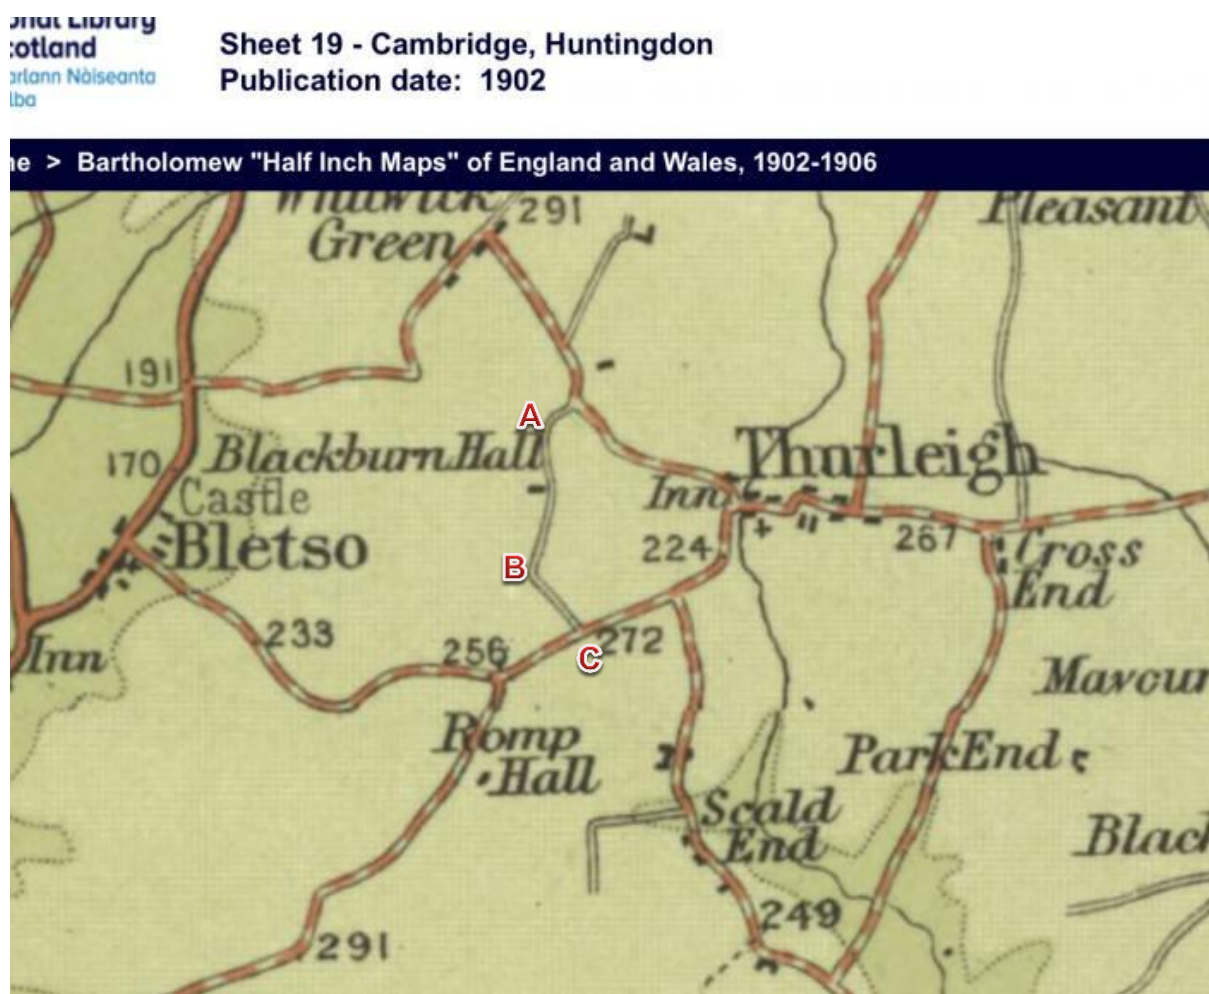 Scotland
Sheet 19 - Cambridge, Huntingdon
Publication date: 1902
> Bartholomew "Half Inch Maps" of England and Wales, 1902-1906
291
Green
Pleasant
191
A
Blackburn Hall
Thurleigh
170
Castle
Inn
Bletso
224
267
Cross
End
B
233
256
272
C
Inn
Romp
Hall
Park End
Scald
End
249
291